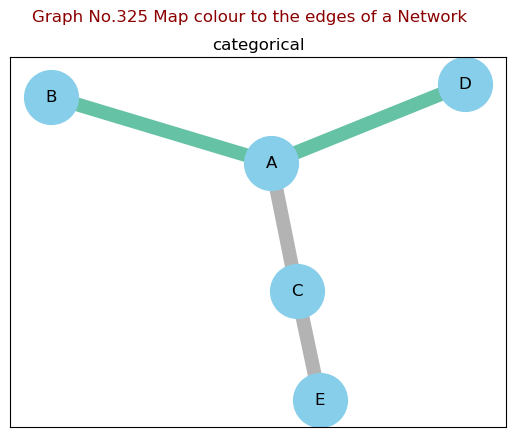 Graph No.325 Map colour to the edges of a Network
categorical
D
B
A
C
E